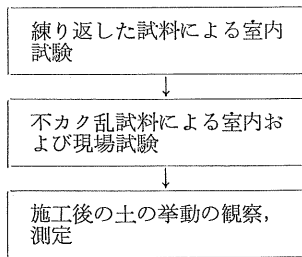 練り返した試料による室内
試験
↓
不カク乱試料による室内お
よび現場試験
↓
施工後の土の挙動の観察,
測定